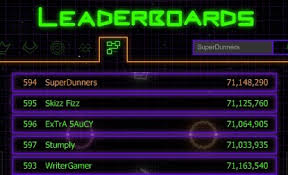 LEADERBOARDS
SuperDunners
594 SuperDunners 71,148,290
595 Skizz Fizz 71,125,760
596 ExTrA 5AuCY 71,064,905
597 Stumply 71,033,935
593 WriterGamer 71,163,540